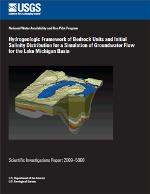 USGS
science for a changing world
National Water Availability and Use Pilot Program
Hydrogeologic Framework of Bedrock Units and Initial
Salinity Distribution for a Simulation of Groundwater Flow
for the Lake Michigan Basin
Scientific Investigations Report 2009–5060
U.S. Department of the Interior
U.S. Geological Survey